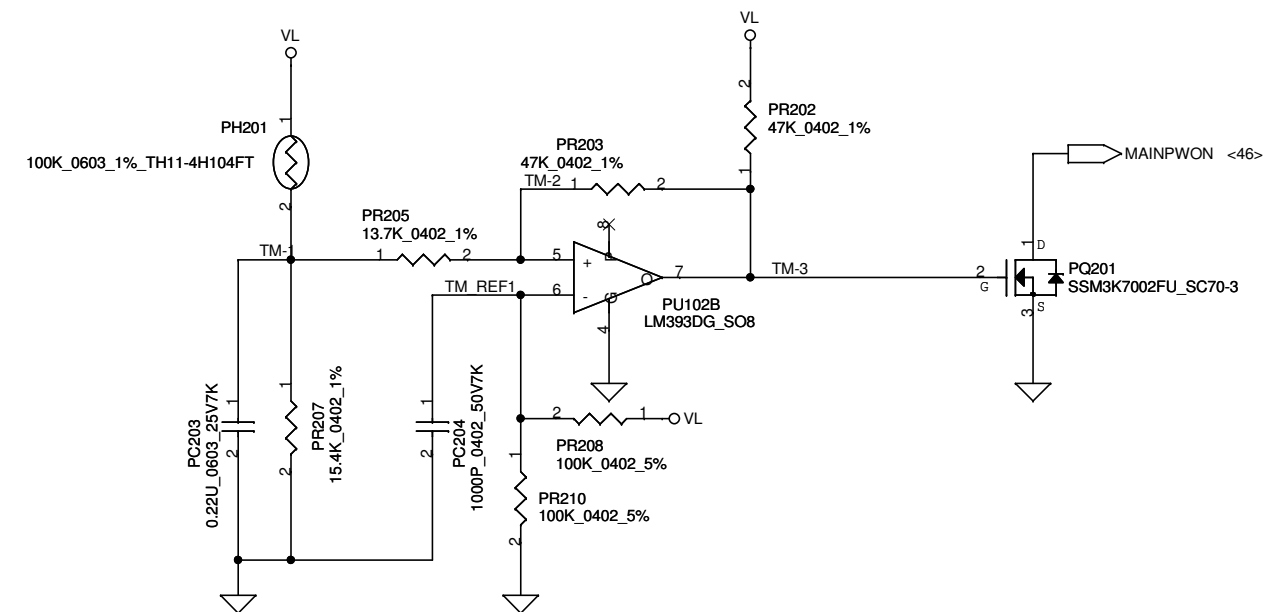 VL
VL
2
1
PH201
100K_0603_1%_TH11-4H104FT
2
PR202
47K_0402_1%
1
PR203
47K_0402_1%
TM-2
1
2
MAINPWON <46>
PR205
13.7K_0402_1%
TM-1
1
2
5
+
8
P
O
7
TM-3
1
D
2
G
PQ201
SSM3K7002FU_SC70-3
3
S
TM_REF1
6
-
G
4
PU102B
LM393DG_SO8
PC203
0.22U_0603_25V7K
1
2
1
2
PR207
15.4K_0402_1%
1
2
PC204
1000P_0402_50V7K
2
1
VL
PR208
100K_0402_5%
1
PR210
100K_0402_5%
2